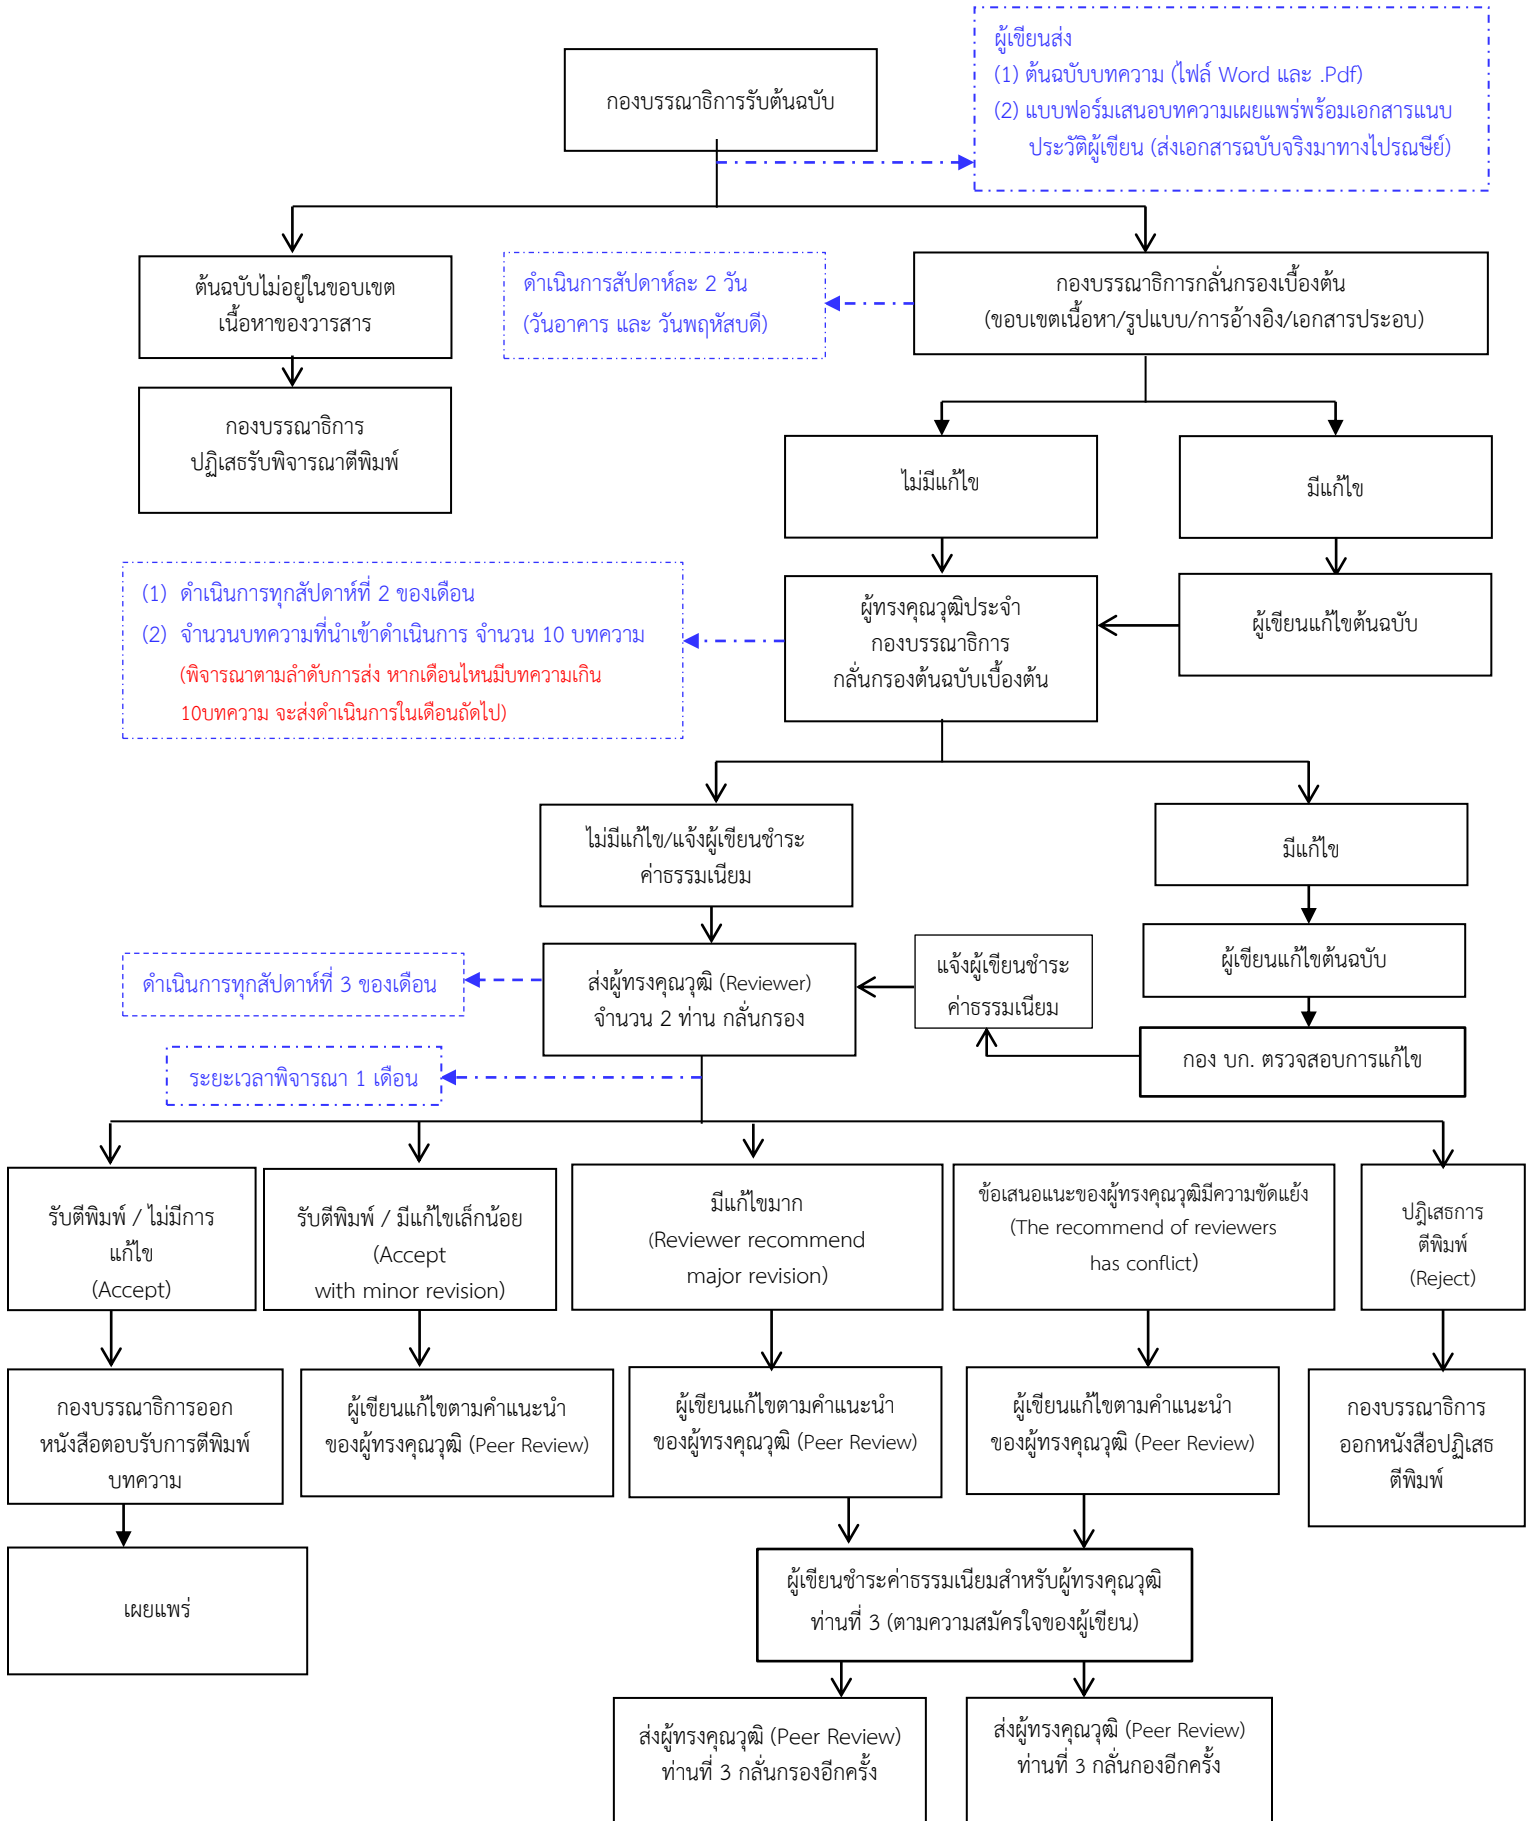 ผู้เขียนส่ง
(1) ต้นฉบับบทความ (ไฟล์ Word และ .Pdf)
(2) แบบฟอร์มเสนอบทความเผยแพร่พร้อมเอกสารแนบ
ประวัติผู้เขียน (ส่งเอกสารฉบับจริงมาทางไปรณษีย์)
กองบรรณาธิการรับต้นฉบับ
ต้นฉบับไม่อยู่ในขอบเขต
เนื้อหาของวารสาร
ดำเนินการสัปดาห์ละ 2 วัน
(วันอาคาร และ วันพฤหัสบดี)
กองบรรณาธิการกลั่นกรองเบื้องต้น
(ขอบเขตเนื้อหา/รูปแบบ/การอ้างอิง/เอกสารประอบ)
กองบรรณาธิการ
ปฏิเสธรับพิจารณาตีพิมพ์
ไม่มีแก้ไข
มีแก้ไข
(1) ดำเนินการทุกสัปดาห์ที่ 2 ของเดือน
(2) จำนวนบทความที่นำเข้าดำเนินการ จำนวน 10 บทความ
(พิจารณาตามลำดับการส่ง หากเดือนไหนมีบทความเกิน
10บทความ จะส่งดำเนินการในเดือนถัดไป)
ผู้ทรงคุณวุฒิประจำ
กองบรรณาธิการ
กลั่นกรองต้นฉบับเบื้องต้น
ผู้เขียนแก้ไขต้นฉบับ
ไม่มีแก้ไข/แจ้งผู้เขียนชำระ
ค่าธรรมเนียม
มีแก้ไข
ดำเนินการทุกสัปดาห์ที่ 3 ของเดือน
ส่งผู้ทรงคุณวุฒิ (Reviewer)
จำนวน 2 ท่าน กลั่นกรอง
แจ้งผู้เขียนชำระ
ค่าธรรมเนียม
ผู้เขียนแก้ไขต้นฉบับ
กอง บก. ตรวจสอบการแก้ไข
ระยะเวลาพิจารณา 1 เดือน
รับตีพิมพ์ / ไม่มีการ
แก้ไข
(Accept)
รับตีพิมพ์ / มีแก้ไขเล็กน้อย
(Accept
with minor revision)
มีแก้ไขมาก
(Reviewer recommend
major revision)
ข้อเสนอแนะของผู้ทรงคุณวุฒิมีความขัดแย้ง
(The recommend of reviewers
has conflict)
ปฎิเสธการ
ตีพิมพ์
(Reject)
กองบรรณาธิการออก
หนังสือตอบรับการตีพิมพ์
บทความ
ผู้เขียนแก้ไขตามคำแนะนำ
ของผู้ทรงคุณวุฒิ (Peer Review)
ผู้เขียนแก้ไขตามคำแนะนำ
ของผู้ทรงคุณวุฒิ (Peer Review)
ผู้เขียนแก้ไขตามคำแนะนำ
ของผู้ทรงคุณวุฒิ (Peer Review)
กองบรรณาธิการ
ออกหนังสือปฏิเสธ
ตีพิมพ์
เผยแพร่
ผู้เขียนชำระค่าธรรมเนียมสำหรับผู้ทรงคุณวุฒิ
ท่านที่ 3 (ตามความสมัครใจของผู้เขียน)
ส่งผู้ทรงคุณวุฒิ (Peer Review)
ท่านที่ 3 กลั่นกรองอีกครั้ง
ส่งผู้ทรงคุณวุฒิ (Peer Review)
ท่านที่ 3 กลั่นกองอีกครั้ง